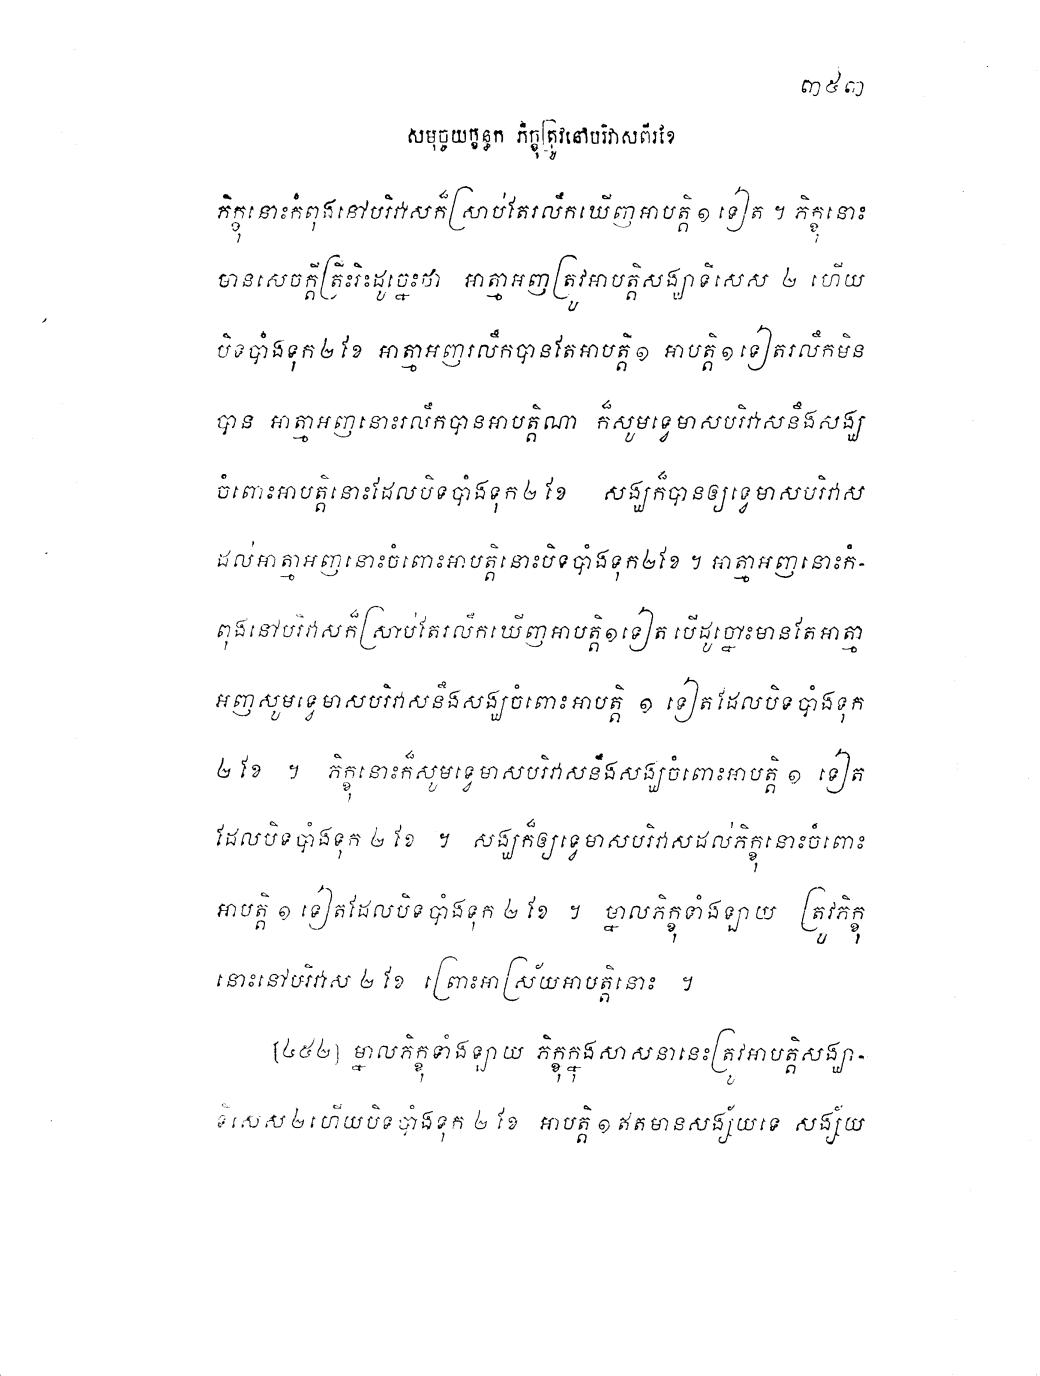 ៣៥៣
សមុច្ចយក្ខន្ធក ភិក្ខុត្រូវនៅបរិវាសពីរខែ
ភិក្ខុនោះកំពុងនៅបរិវាសក៏ស្រាប់តែរលឹកឃើញអាបត្តិ ១ ទៀត ។ ភិក្ខុនោះ
មានសេចក្តីត្រិះរិះដូច្នេះថា អាត្មាអញត្រូវអាបត្តិសង្ឃាទិសេស ២ ហើយ
បិទបាំងទុក ២ ខែ អាត្មាអញរលឹកបានតែអាបត្តិ ១ អាបត្តិ ១ ទៀតរលឹកមិន
បាន អាត្មាអញនោះរលឹកបានអាបត្តិណា ក៏សូមទ្វេមាសបរិវាសនឹងសង្ឃ
ចំពោះអាបត្តិនោះដែលបិទបាំងទុក ២ ខែ សង្ឃក៏បានឲ្យទ្វេមាសបរិវាស
ដល់អាត្មាអញនោះចំពោះអាបត្តិនោះបិទបាំងទុក ២ ខែ ។ អាត្មាអញនោះកំ-
ពុងនៅបរិវាសក៏ស្រាប់តែរលឹកឃើញអាបត្តិ ១ ទៀត បើដូច្នោះមានតែអាត្មា
អញសូមទ្វេមាសបរិវាសនឹងសង្ឃចំពោះអាបត្តិ ១ ទៀតដែលបិទបាំងទុក
២ ខែ ។ ភិក្ខុនោះក៏សូមទ្វេមាសបរិវាសនឹងសង្ឃចំពោះអាបត្តិ ១ ទៀត
ដែលបិទបាំងទុក ២ ខែ ។ សង្ឃក៏ឲ្យទ្វេមាសបរិវាសដល់ភិក្ខុនោះចំពោះ
អាបត្តិ ១ ទៀតដែលបិទបាំងទុក ២ ខែ ។ ម្នាលភិក្ខុទាំងឡាយ ត្រូវភិក្ខុ
នោះនៅបរិវាស ២ ខែ ព្រោះអាស្រ័យអាបត្តិនោះ ។
[៤៥២] ម្នាលភិក្ខុទាំងឡាយ ភិក្ខុក្នុងសាសនានេះត្រូវអាបត្តិសង្ឃា-
ទិសេស ២ ហើយបិទបាំងទុក ២ ខែ អាបត្តិ ១ ឥតមានសង្ស័យទេ សង្ស័យ